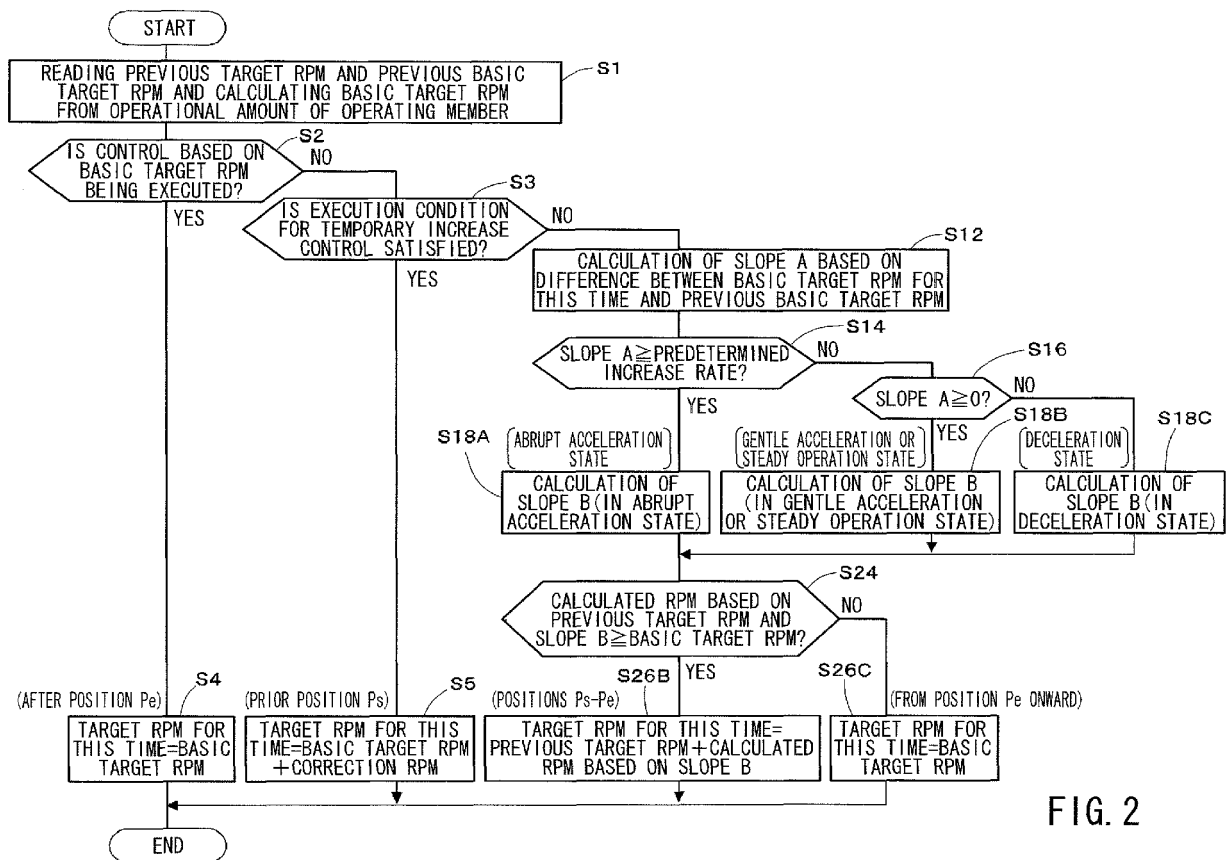 START
READING PREVIOUS TARGET RPM AND PREVIOUS BASIC
TARGET RPM AND CALCULATING BASIC TARGET RPM
FROM OPERATIONAL AMOUNT OF OPERATING MEMBER
S1
S2
IS CONTROL BASED ON
BASIC TARGET RPM
BEING EXECUTED?
NO
YES
S3
IS EXECUTION CONDITION
FOR TEMPORARY INCREASE
CONTROL SATISFIED?
NO
YES
S12
CALCULATION OF SLOPE A BASED ON
DIFFERENCE BETWEEN BASIC TARGET RPM FOR
THIS TIME AND PREVIOUS BASIC TARGET RPM
S14
SLOPE A≧PREDETERMINED
INCREASE RATE?
NO
YES
S16
SLOPE A≧0?
NO
YES
S18A
(ABRUPT ACCELERATION
STATE)
CALCULATION OF
SLOPE B(IN ABRUPT
ACCELERATION STATE)
S18B
(GENTLE ACCELERATION OR
STEADY OPERATION STATE)
CALCULATION OF SLOPE B
(IN GENTLE ACCELERATION
OR STEADY OPERATION STATE)
S18C
(DECELERATION
STATE)
CALCULATION OF
SLOPE B(IN
DECELERATION STATE)
S24
CALCULATED RPM BASED ON
PREVIOUS TARGET RPM AND
SLOPE B≧BASIC TARGET RPM?
NO
YES
(AFTER POSITION Pe)
S4
TARGET RPM FOR
THIS TIME=BASIC
TARGET RPM
(PRIOR POSITION Ps)
S5
TARGET RPM FOR THIS
TIME=BASIC TARGET RPM
+CORRECTION RPM
(POSITIONS Ps-Pe)
S26B
TARGET RPM FOR THIS TIME=
PREVIOUS TARGET RPM+CALCULATED
RPM BASED ON SLOPE B
S26C
(FROM POSITION Pe ONWARD)
TARGET RPM FOR
THIS TIME=BASIC
TARGET RPM
END
FIG. 2